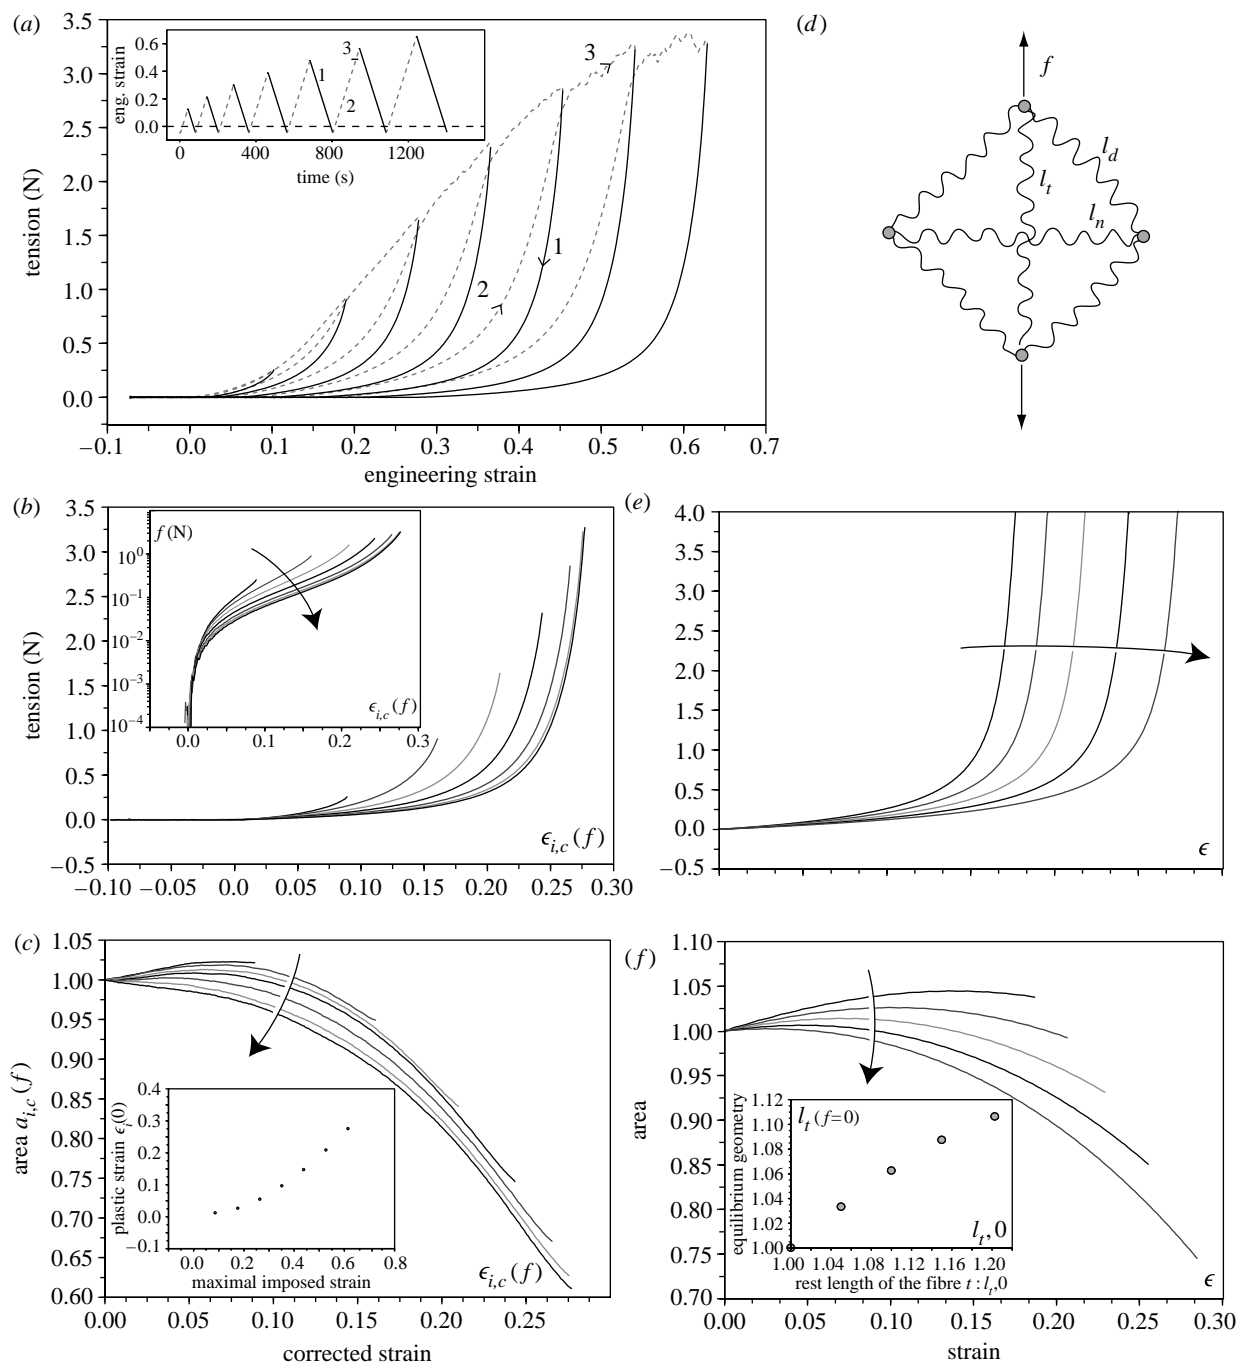 (a)
3.5
3.0
2.5
2.0
1.5
1.0
0.5
0.0
tension (N)
−0.1 0.0 0.1 0.2 0.3 0.4 0.5 0.6 0.7
engineering strain
0.6
0.4
0.2
0.0
eng. strain
0 400 800 1200
time (s)
3
1
2
3
1
2
(d)
f
l_d
l_t
l_n
(b)
3.5
3.0
2.5
2.0
1.5
1.0
0.5
0.0
−0.5
tension (N)
−0.10 −0.05 0.0 0.05 0.10 0.15 0.20 0.25 0.30
ϵ_{i,c}(f)
f(N)
10^0
10^{−1}
10^{−2}
10^{−3}
10^{−4}
0.0 0.1 0.2 0.3
ϵ_{i,c}(f)
(e)
4.0
3.5
3.0
2.5
2.0
1.5
1.0
0.5
0.0
−0.5
ϵ
(c)
1.05
1.00
0.95
0.90
0.85
0.80
0.75
0.70
0.65
0.60
area a_{i,c}(f)
ϵ_{i,c}(f)
corrected strain
0.4
0.3
0.2
0.1
0.0
−0.1
plastic strain ϵ_i(0)
0.0 0.2 0.4 0.6 0.8
maximal imposed strain
(f)
1.10
1.05
1.00
0.95
0.90
0.85
0.80
0.75
0.70
area
0.00 0.05 0.10 0.15 0.20 0.25 0.30
strain
ϵ
1.12
1.10
1.08
1.06
1.04
1.02
1.00
equilibrium geometry
l_t (f=0)
l_t,0
1.00 1.04 1.08 1.12 1.16 1.20
rest length of the fibre t : l_t,0